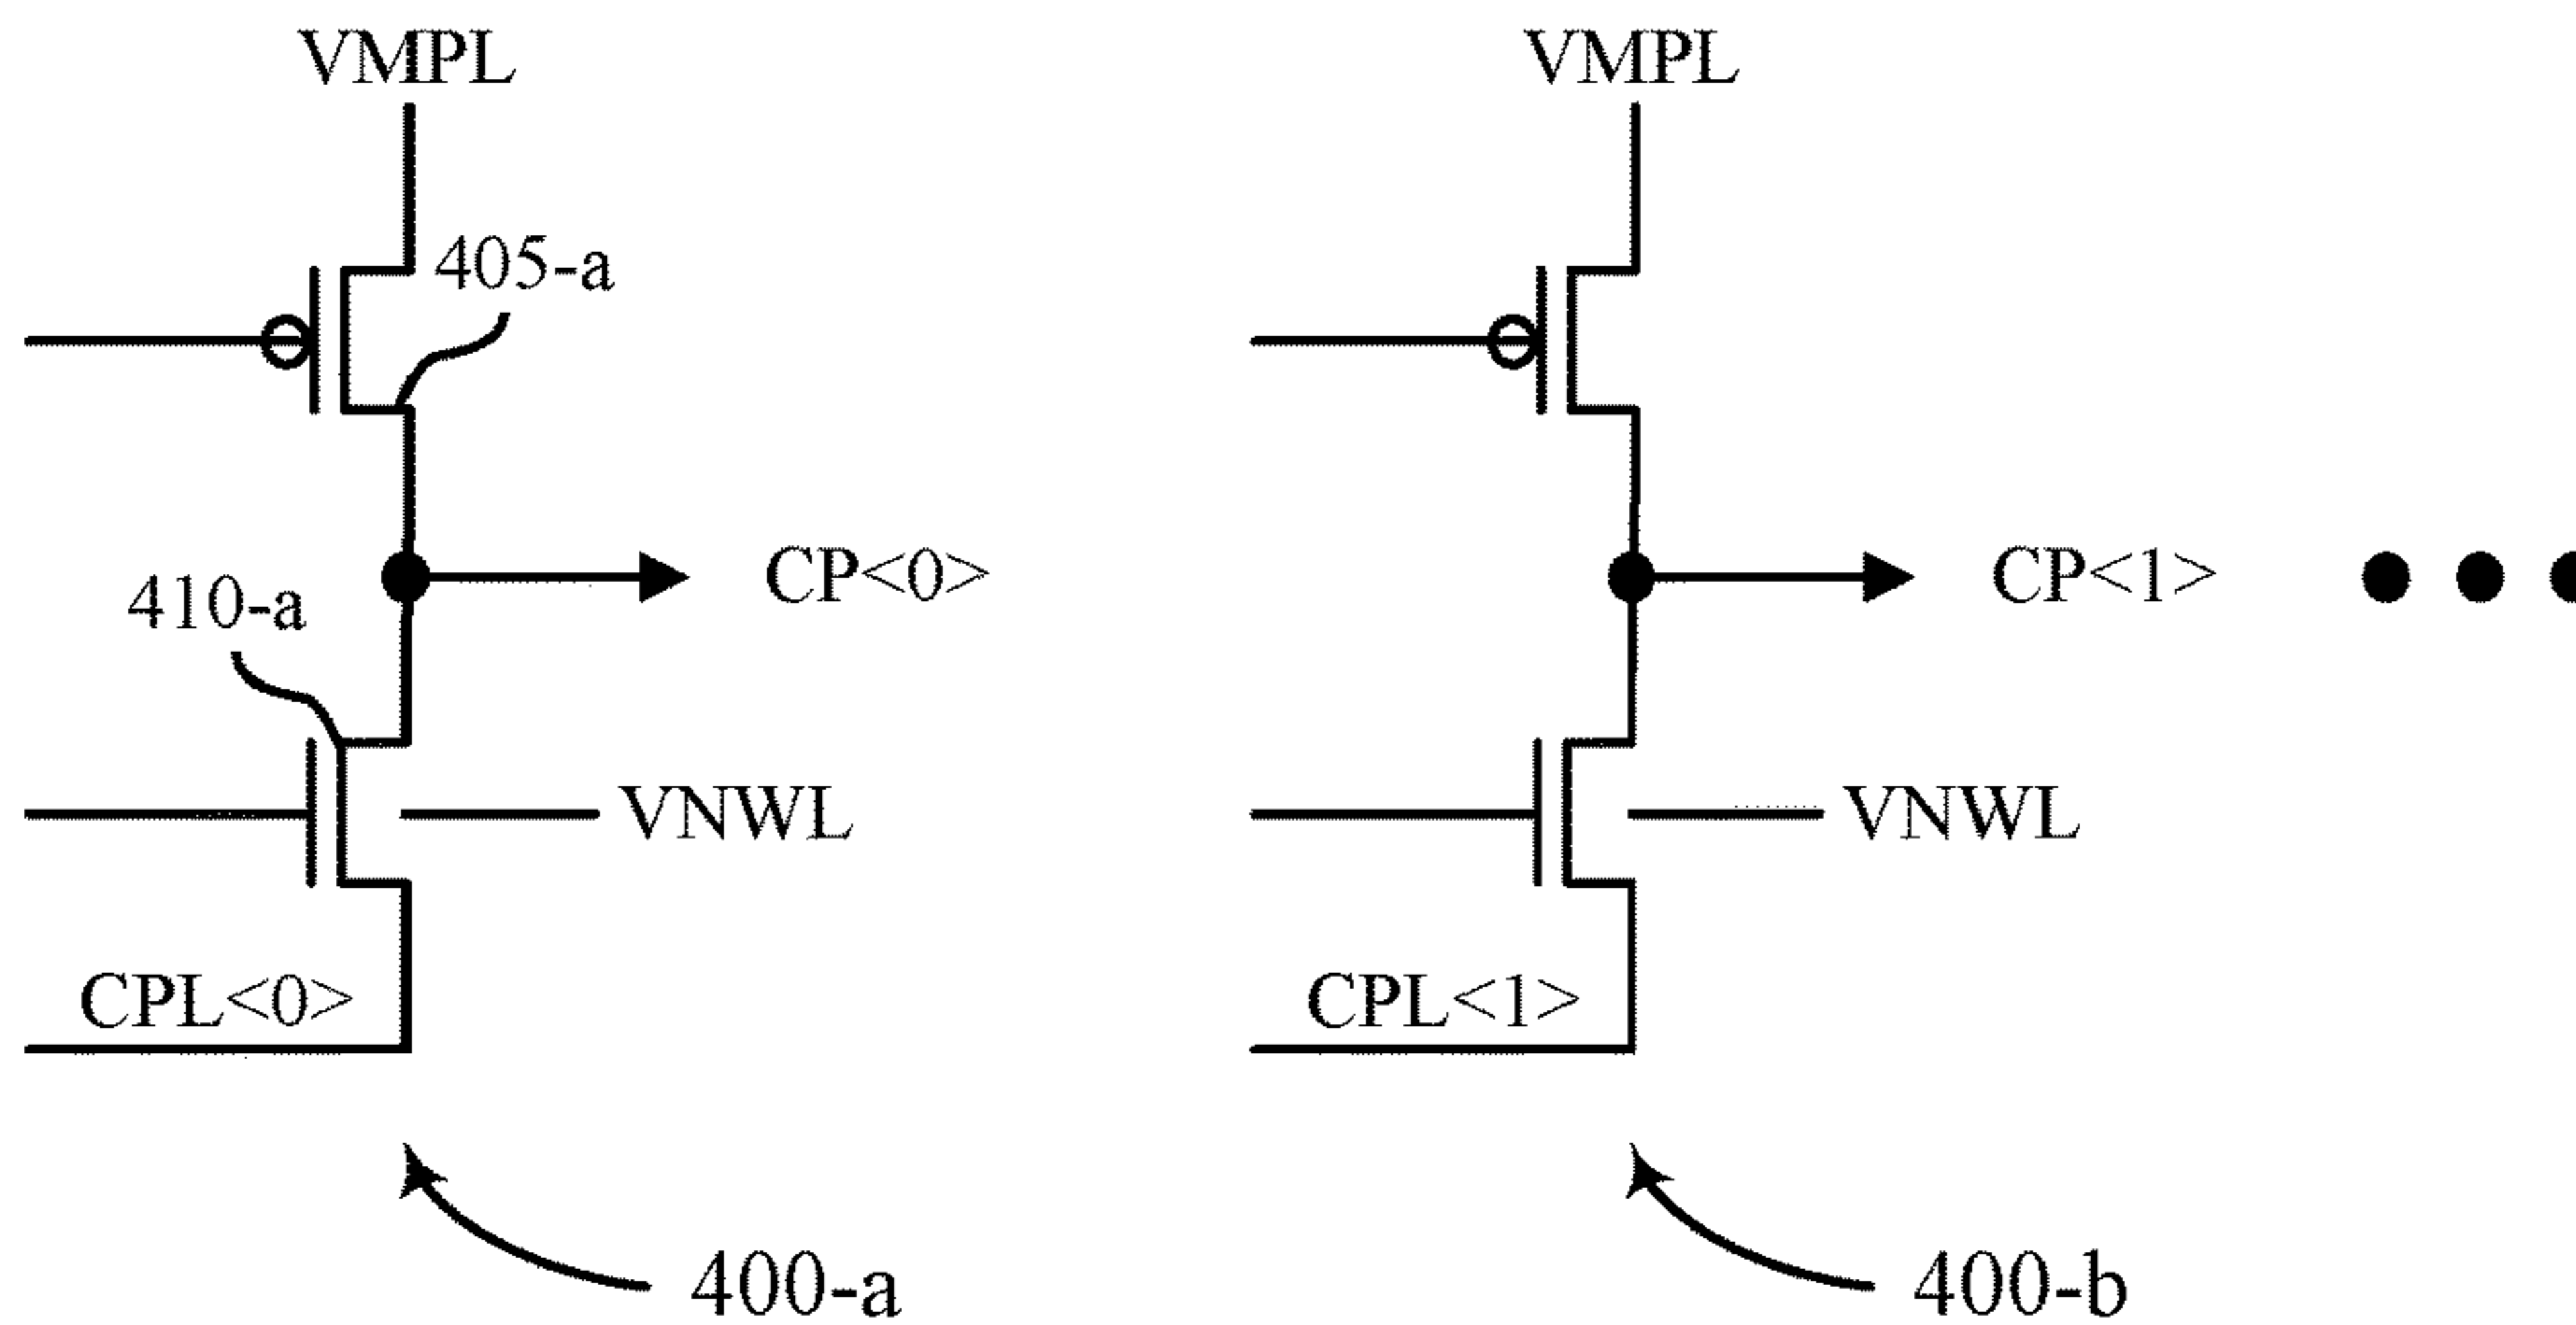 VMPL
405-a
CP<0>
410-a
VNWL
CPL<0>
400-a
VMPL
CP<1>
VNWL
CPL<1>
400-b